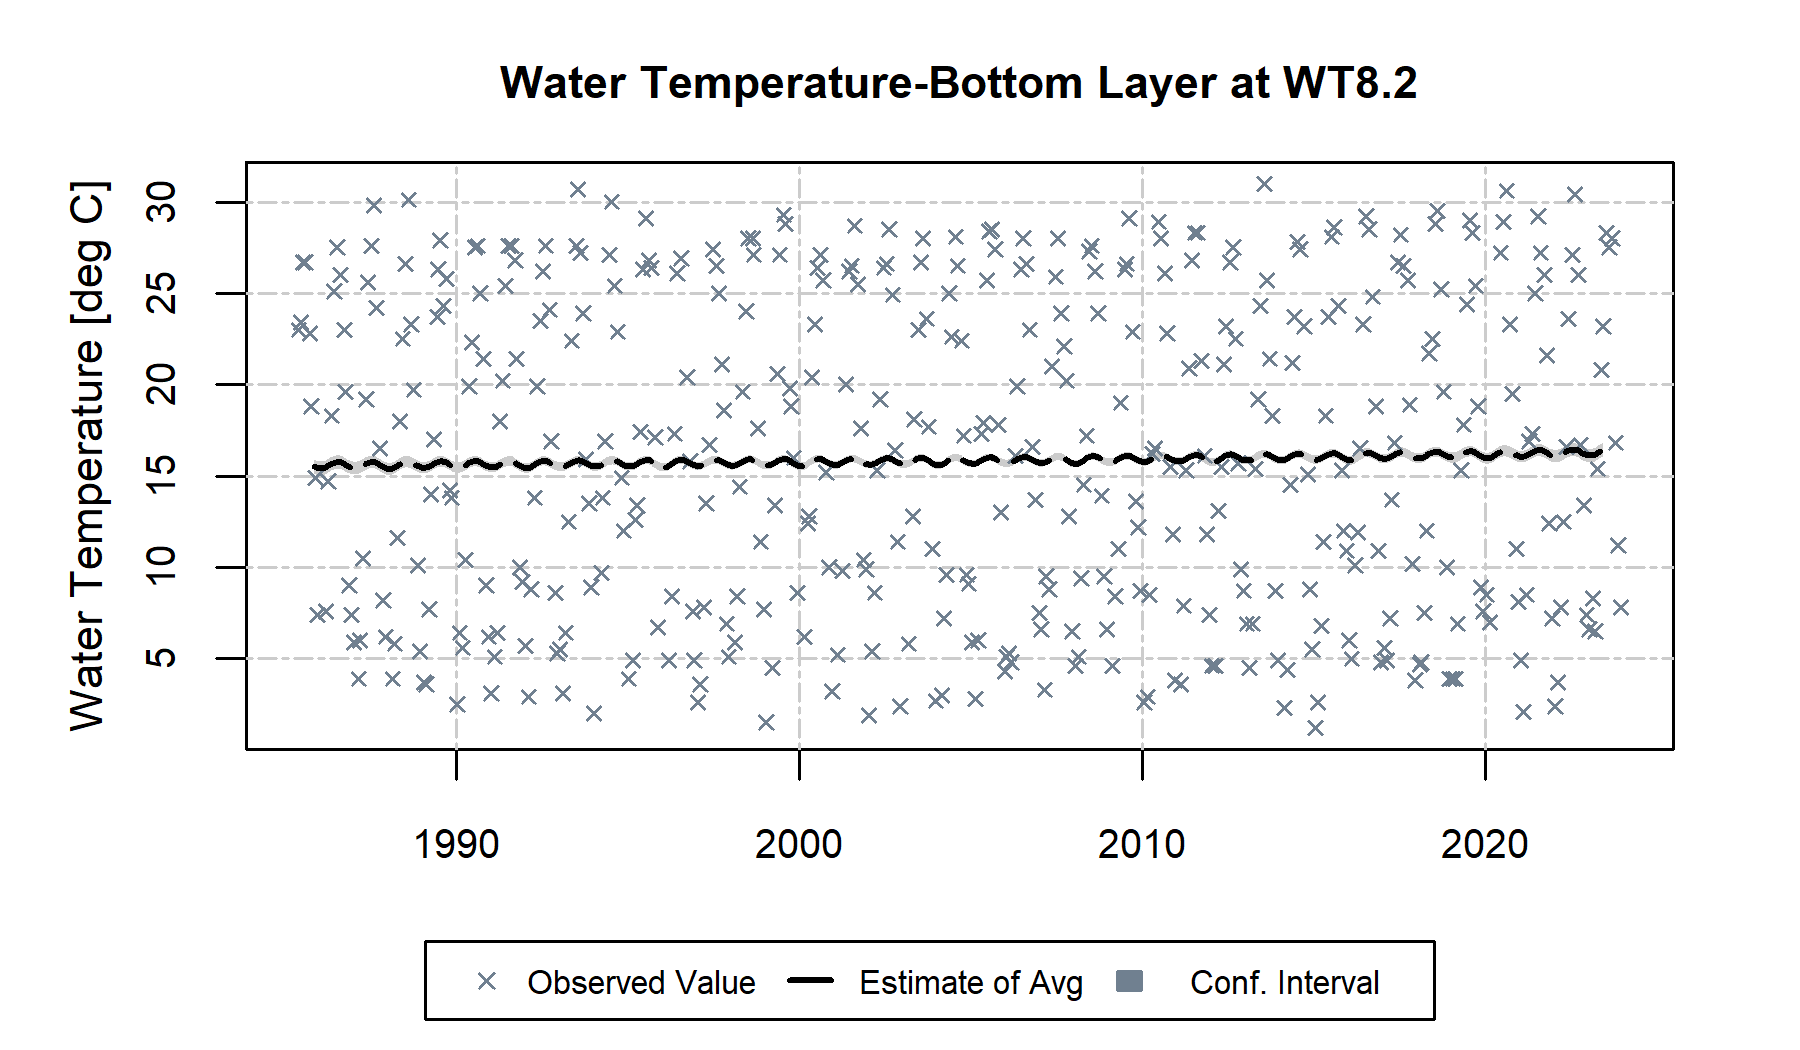 Water Temperature-Bottom Layer at WT8.2
Water Temperature [deg C]
30
25
20
15
10
5
1990 2000 2010 2020
Observed Value Estimate of Avg Conf. Interval